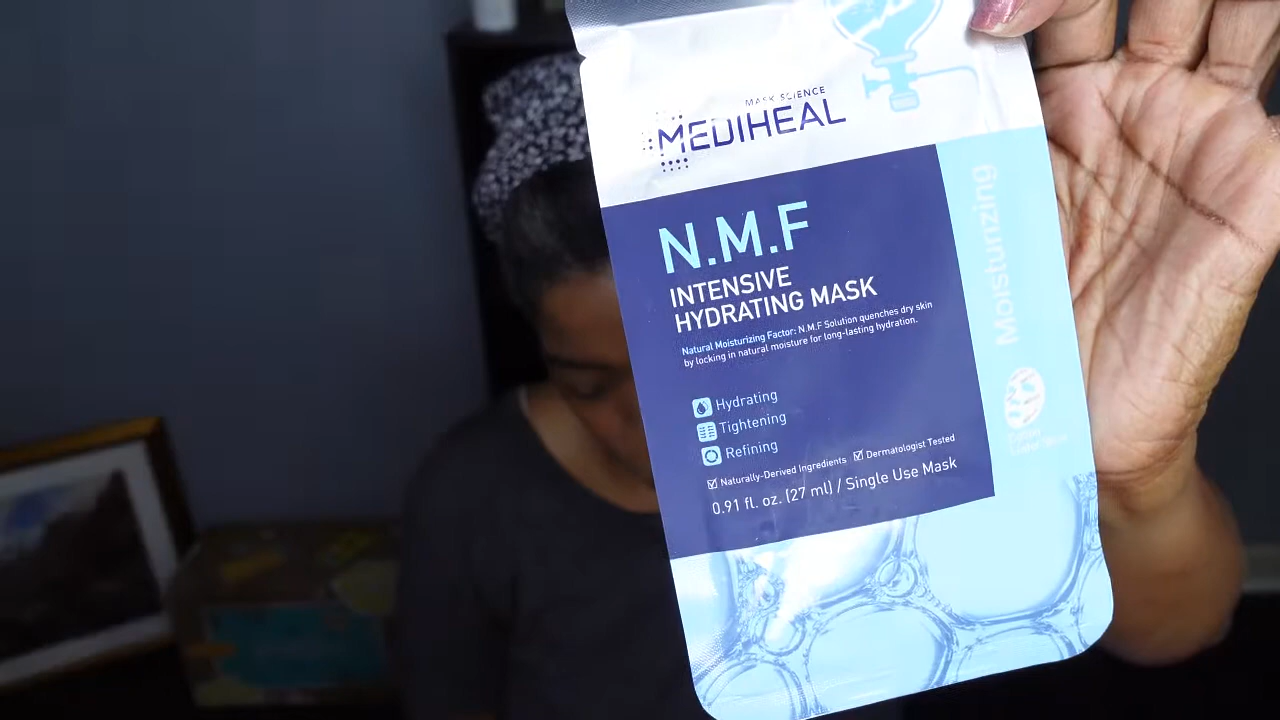 MASK SCIENCE
MEDIHEAL
N.M.F
INTENSIVE
HYDRATING MASK
Natural Moisturizing Factor: N.M.F Solution quenches dry skin
by locking in natural moisture for long-lasting hydration.
Hydrating
Tightening
Refining
Naturally-Derived Ingredients Dermatologist Tested
0.91 fl. oz. (27 ml) / Single Use Mask
Moisturizing